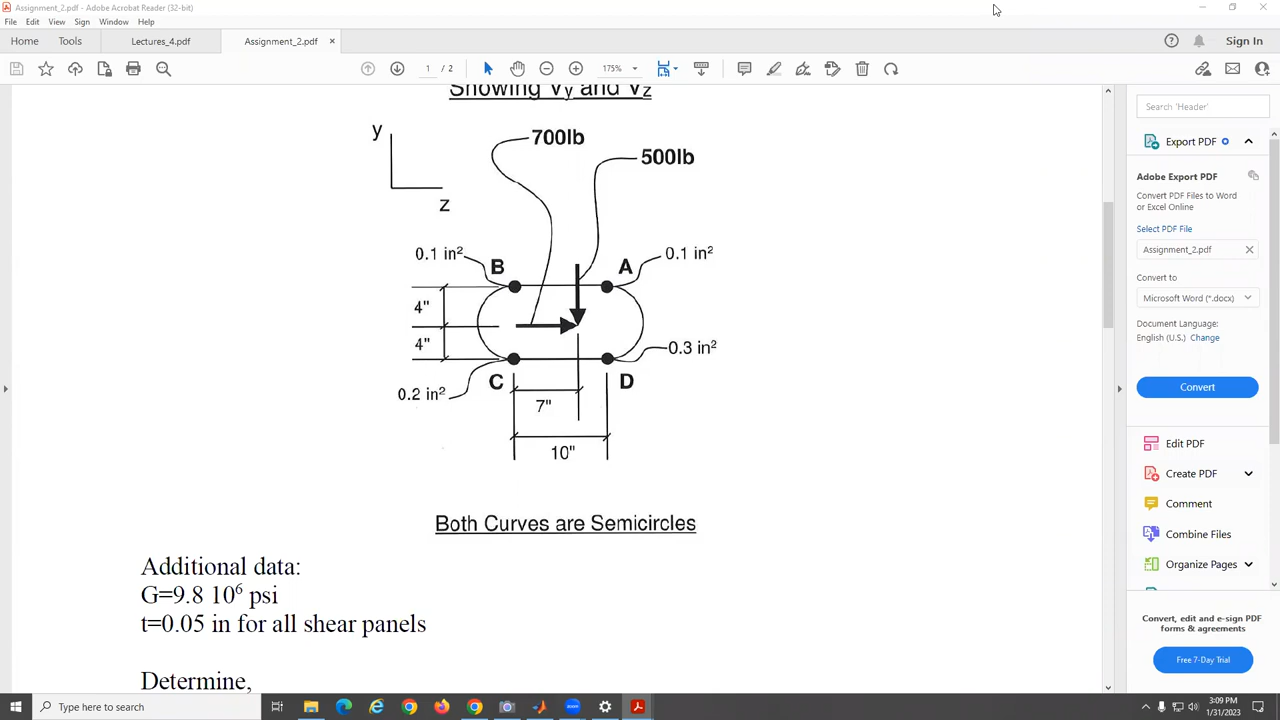 Assignment_2.pdf - Adobe Acrobat Reader (32-bit)
File Edit View Sign Window Help
Home Tools Lectures_4.pdf Assignment_2.pdf × Sign In
1 / 2 175%
Showing Vy and Vz
y
z
700lb
500lb
0.1 in²
B
A
0.1 in²
4"
4"
0.3 in²
C
D
0.2 in²
7"
10"
Both Curves are Semicircles
Additional data:
G=9.8 10⁶ psi
t=0.05 in for all shear panels
Determine,
Search 'Header'
Export PDF
Adobe Export PDF
Convert PDF Files to Word
or Excel Online
Select PDF File
Assignment_2.pdf
Convert to
Microsoft Word (*.docx)
Document Language:
English (U.S.) Change
Convert
Edit PDF
Create PDF
Comment
Combine Files
Organize Pages
Convert, edit and e-sign PDF
forms & agreements
Free 7-Day Trial
Type here to search
zoom
3:09 PM
1/31/2023